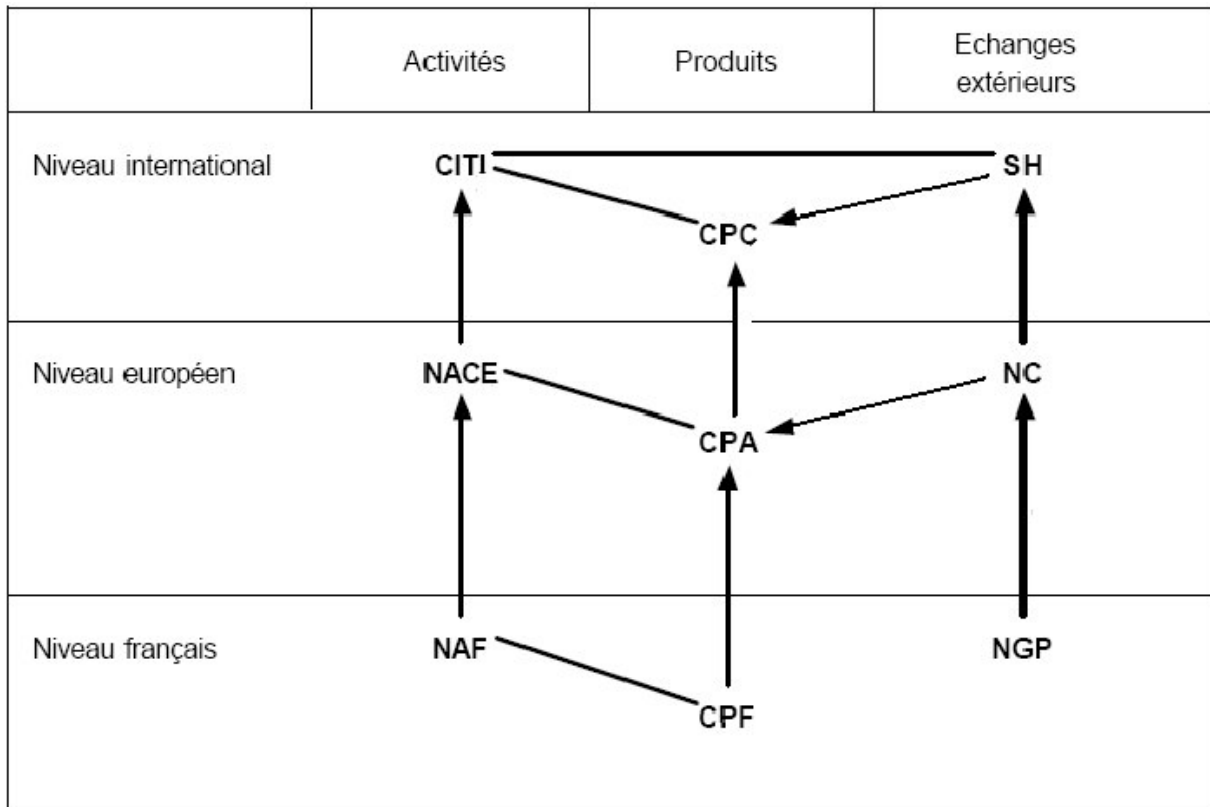 Activités
Produits
Echanges
extérieurs
Niveau international
CITI
SH
CPC
Niveau européen
NACE
NC
CPA
Niveau français
NAF
NGP
CPF